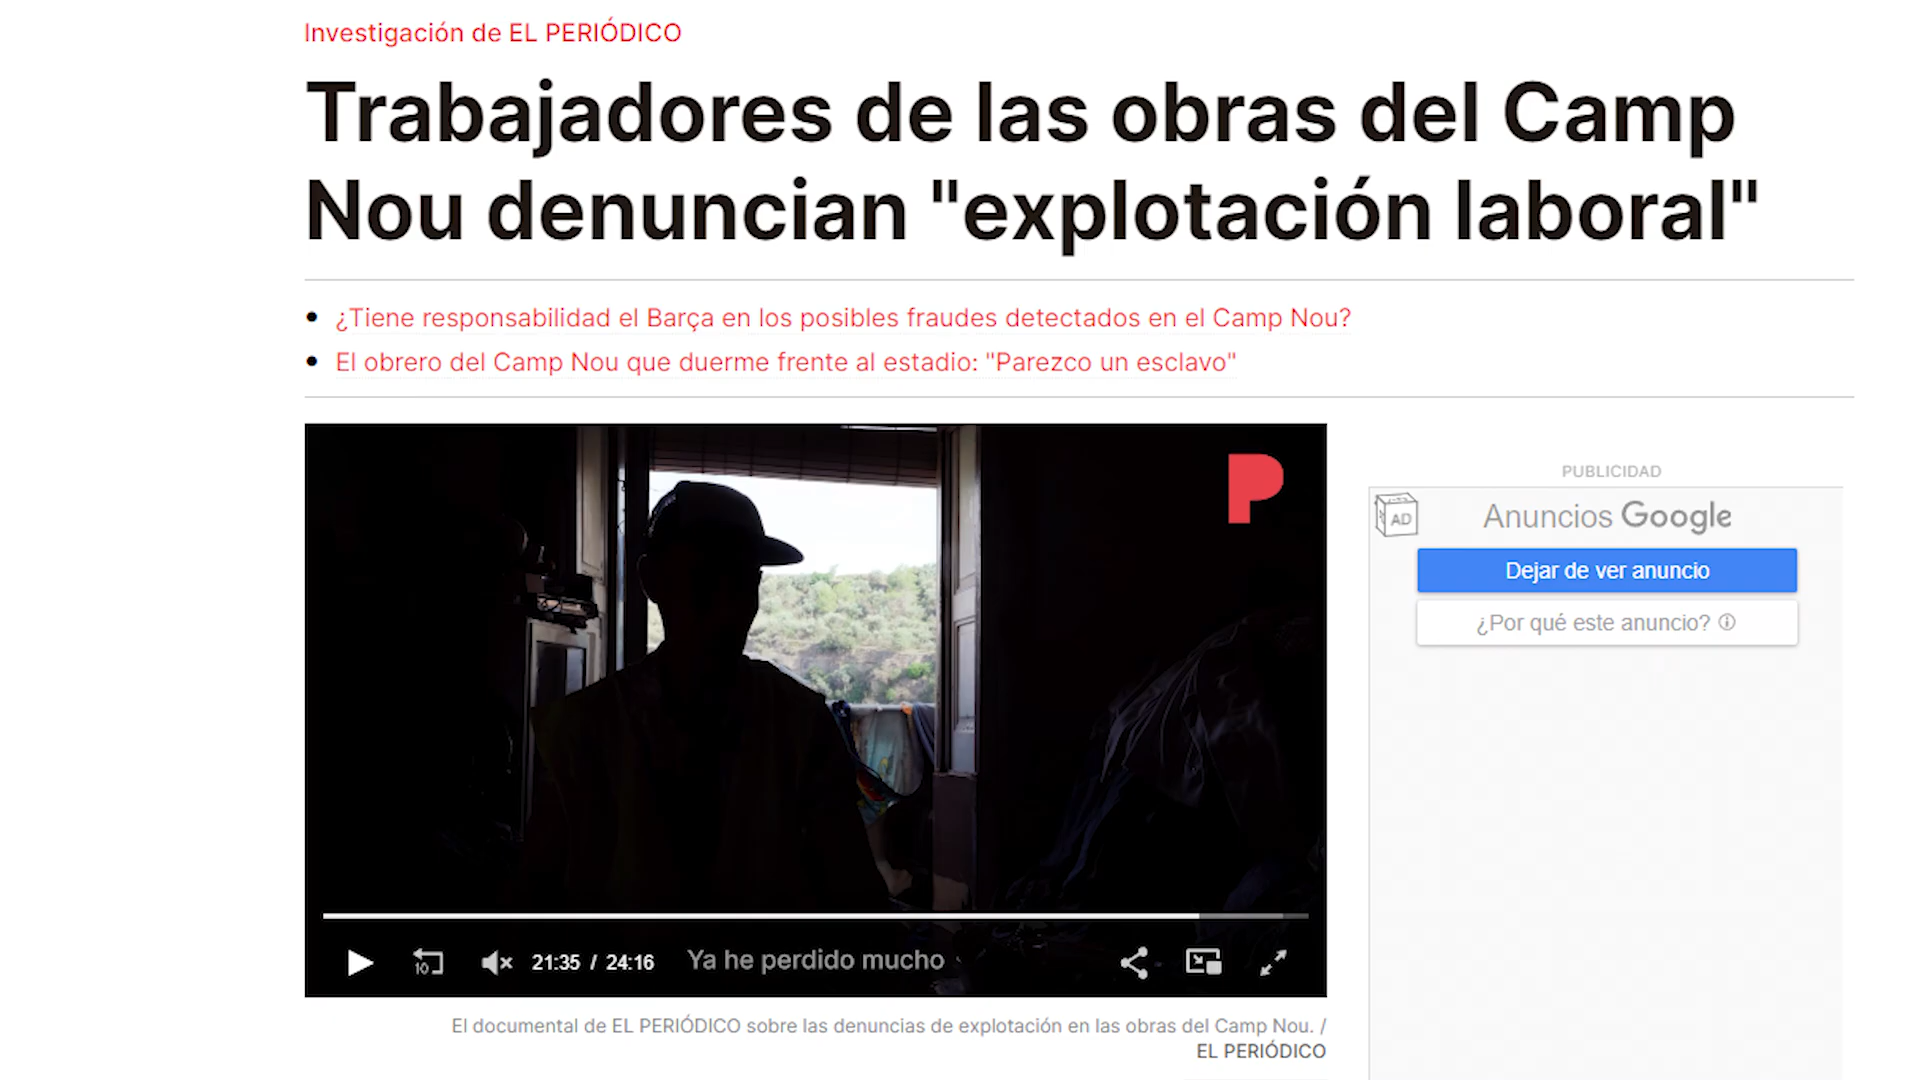 Investigación de EL PERIÓDICO
Trabajadores de las obras del Camp
Nou denuncian "explotación laboral"
¿Tiene responsabilidad el Barça en los posibles fraudes detectados en el Camp Nou?
El obrero del Camp Nou que duerme frente al estadio: "Parezco un esclavo"
P
PUBLICIDAD
AD
Anuncios Google
Dejar de ver anuncio
¿Por qué este anuncio?
10
21:35 / 24:16
Ya he perdido mucho
El documental de EL PERIÓDICO sobre las denuncias de explotación en las obras del Camp Nou. /
EL PERIÓDICO